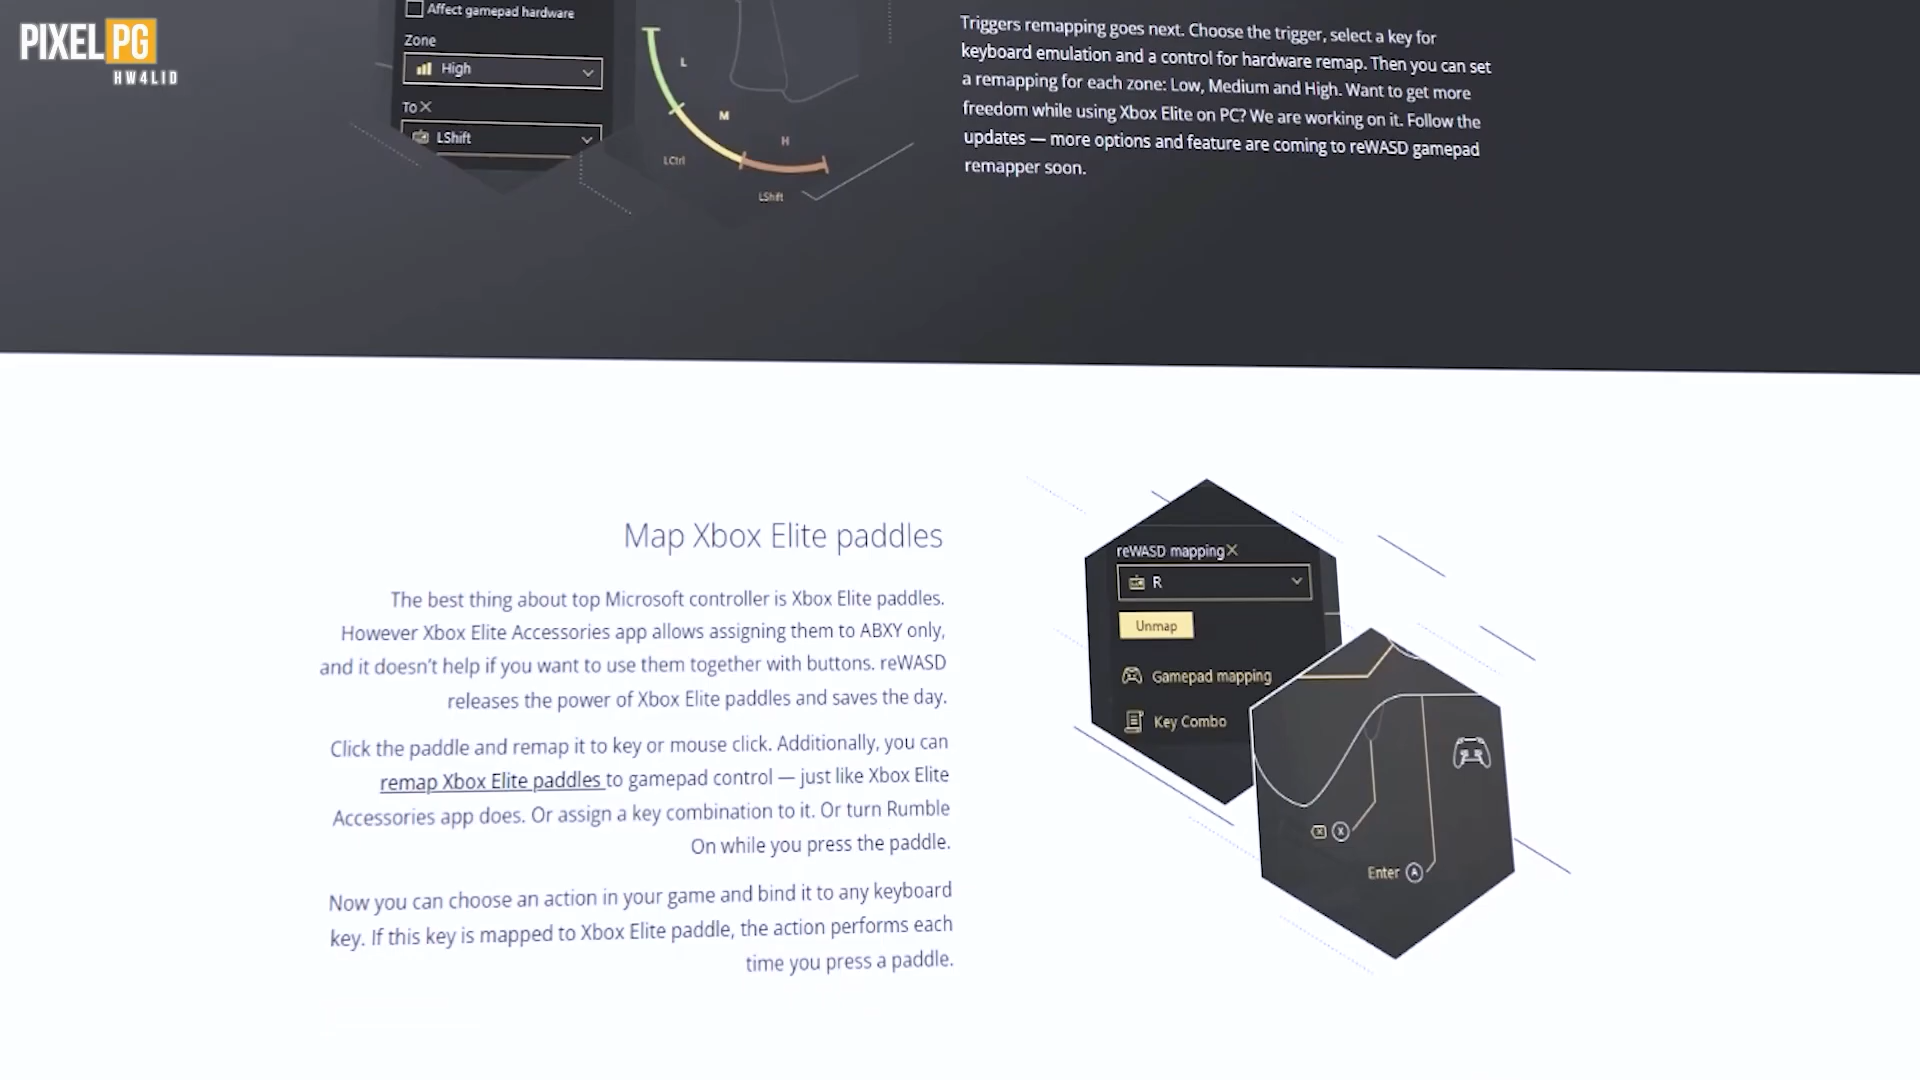 PIXEL PG
HW4LID
Affect gamepad hardware
Zone
High
To
LShift
L
M
H
LCtrl
LShift
Triggers remapping goes next. Choose the trigger, select a key for
keyboard emulation and a control for hardware remap. Then you can set
a remapping for each zone: Low, Medium and High. Want to get more
freedom while using Xbox Elite on PC? We are working on it. Follow the
updates — more options and feature are coming to reWASD gamepad
remapper soon.
Map Xbox Elite paddles
The best thing about top Microsoft controller is Xbox Elite paddles.
However Xbox Elite Accessories app allows assigning them to ABXY only,
and it doesn't help if you want to use them together with buttons. reWASD
releases the power of Xbox Elite paddles and saves the day.
Click the paddle and remap it to key or mouse click. Additionally, you can
remap Xbox Elite paddles to gamepad control — just like Xbox Elite
Accessories app does. Or assign a key combination to it. Or turn Rumble
On while you press the paddle.
Now you can choose an action in your game and bind it to any keyboard
key. If this key is mapped to Xbox Elite paddle, the action performs each
time you press a paddle.
reWASD mapping
R
Unmap
Gamepad mapping
Key Combo
X
Enter A